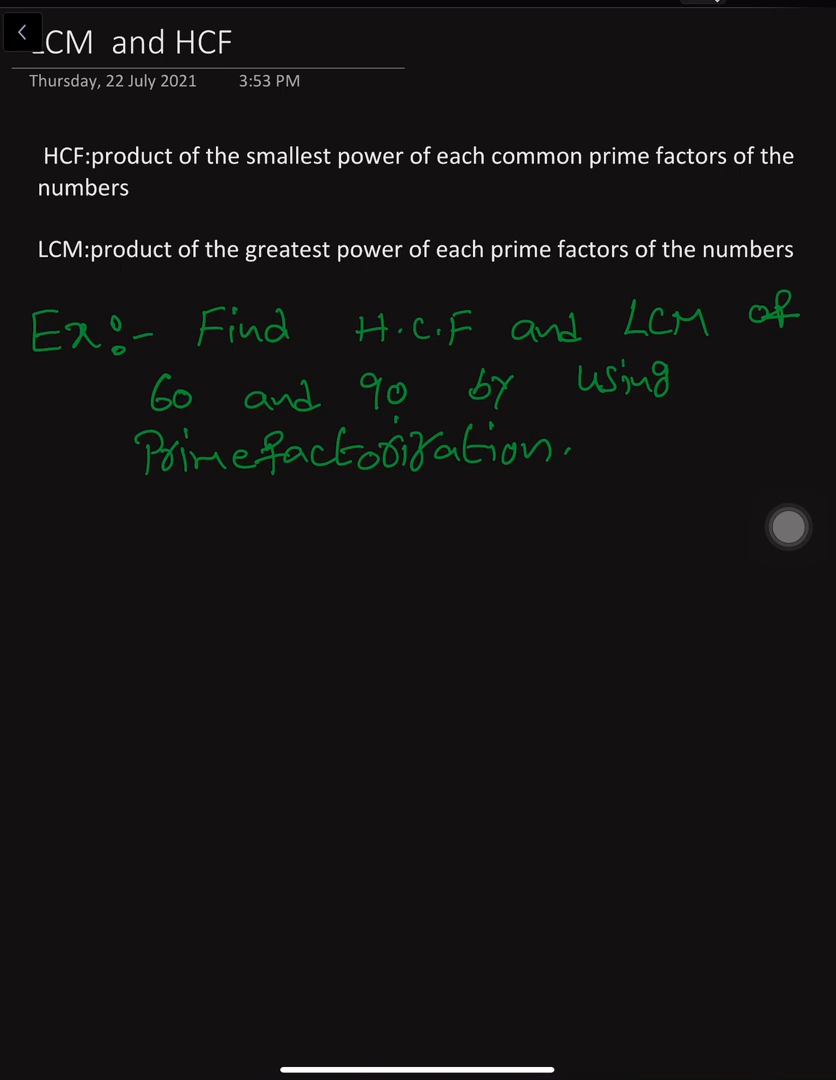 LCM and HCF
Thursday, 22 July 2021 3:53 PM
HCF:product of the smallest power of each common prime factors of the
numbers
LCM:product of the greatest power of each prime factors of the numbers
Ex:- Find H.C.F and LCM of
60 and 90 by using
Primefactorization.